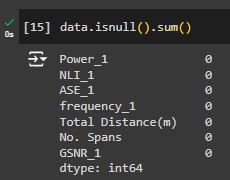 [15] data.isnull().sum()
0s
Power_1 0
NLI_1 0
ASE_1 0
frequency_1 0
Total Distance(m) 0
No. Spans 0
GSNR_1 0
dtype: int64